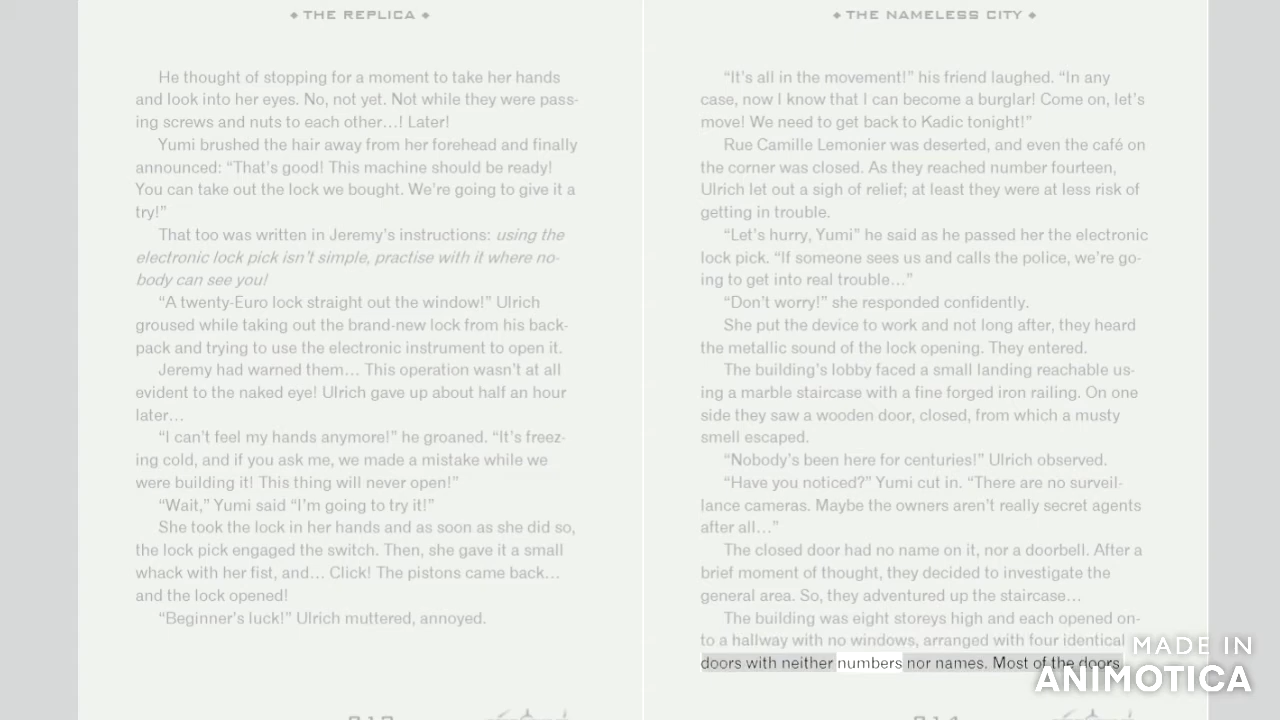 ◆ THE REPLICA ◆
He thought of stopping for a moment to take her hands
and look into her eyes. No, not yet. Not while they were pass-
ing screws and nuts to each other…! Later!
Yumi brushed the hair away from her forehead and finally
announced: “That’s good! This machine should be ready!
You can take out the lock we bought. We’re going to give it a
try!”
That too was written in Jeremy’s instructions: using the
electronic lock pick isn’t simple, practise with it where no-
body can see you!
“A twenty-Euro lock straight out the window!” Ulrich
groused while taking out the brand-new lock from his back-
pack and trying to use the electronic instrument to open it.
Jeremy had warned them… This operation wasn’t at all
evident to the naked eye! Ulrich gave up about half an hour
later…
“I can’t feel my hands anymore!” he groaned. “It’s freez-
ing cold, and if you ask me, we made a mistake while we
were building it! This thing will never open!”
“Wait,” Yumi said “I’m going to try it!”
She took the lock in her hands and as soon as she did so,
the lock pick engaged the switch. Then, she gave it a small
whack with her fist, and… Click! The pistons came back…
and the lock opened!
“Beginner’s luck!” Ulrich muttered, annoyed.
◆ THE NAMELESS CITY ◆
“It’s all in the movement!” his friend laughed. “In any
case, now I know that I can become a burglar! Come on, let’s
move! We need to get back to Kadic tonight!”
Rue Camille Lemonier was deserted, and even the café on
the corner was closed. As they reached number fourteen,
Ulrich let out a sigh of relief; at least they were at less risk of
getting in trouble.
“Let’s hurry, Yumi” he said as he passed her the electronic
lock pick. “If someone sees us and calls the police, we’re go-
ing to get into real trouble…”
“Don’t worry!” she responded confidently.
She put the device to work and not long after, they heard
the metallic sound of the lock opening. They entered.
The building’s lobby faced a small landing reachable us-
ing a marble staircase with a fine forged iron railing. On one
side they saw a wooden door, closed, from which a musty
smell escaped.
“Nobody’s been here for centuries!” Ulrich observed.
“Have you noticed?” Yumi cut in. “There are no surveil-
lance cameras. Maybe the owners aren’t really secret agents
after all…”
The closed door had no name on it, nor a doorbell. After a
brief moment of thought, they decided to investigate the
general area. So, they adventured up the staircase…
The building was eight storeys high and each opened on-
to a hallway with no windows, arranged with four identical
doors with neither numbers nor names. Most of the doors
MADE IN
ANIMOTICA